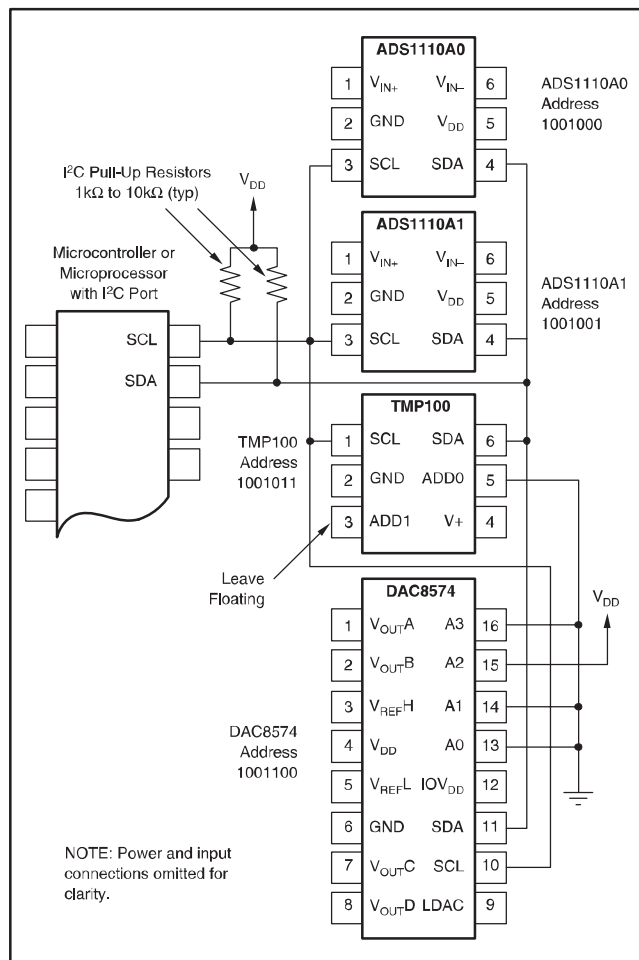 ADS1110A0
1 V_IN+ V_IN– 6
2 GND V_DD 5
3 SCL SDA 4
ADS1110A0
Address
1001000
I²C Pull-Up Resistors
1kΩ to 10kΩ (typ)
V_DD
Microcontroller or
Microprocessor
with I²C Port
SCL
SDA
ADS1110A1
1 V_IN+ V_IN– 6
2 GND V_DD 5
3 SCL SDA 4
ADS1110A1
Address
1001001
TMP100
1 SCL SDA 6
2 GND ADD0 5
3 ADD1 V+ 4
TMP100
Address
1001011
Leave
Floating
DAC8574
1 V_OUTA A3 16
2 V_OUTB A2 15
3 V_REFH A1 14
4 V_DD A0 13
5 V_REFL IOV_DD 12
6 GND SDA 11
7 V_OUTC SCL 10
8 V_OUTD LDAC 9
V_DD
DAC8574
Address
1001100
NOTE: Power and input
connections omitted for
clarity.